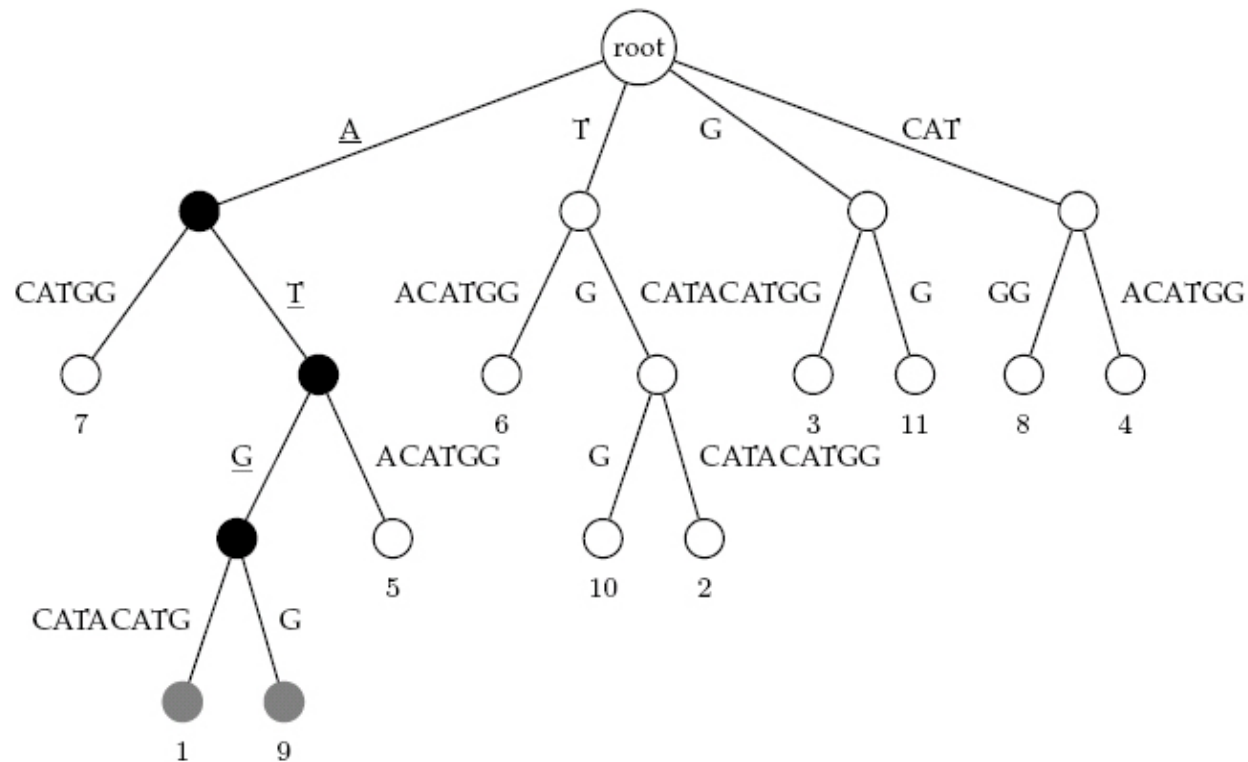 root
A T G CAT
CATGG T ACATGG G CATACATGG G GG ACATGG
7 6 3 11 8 4
G ACATGG G CATACATGG
5 10 2
CATACATG G
1 9